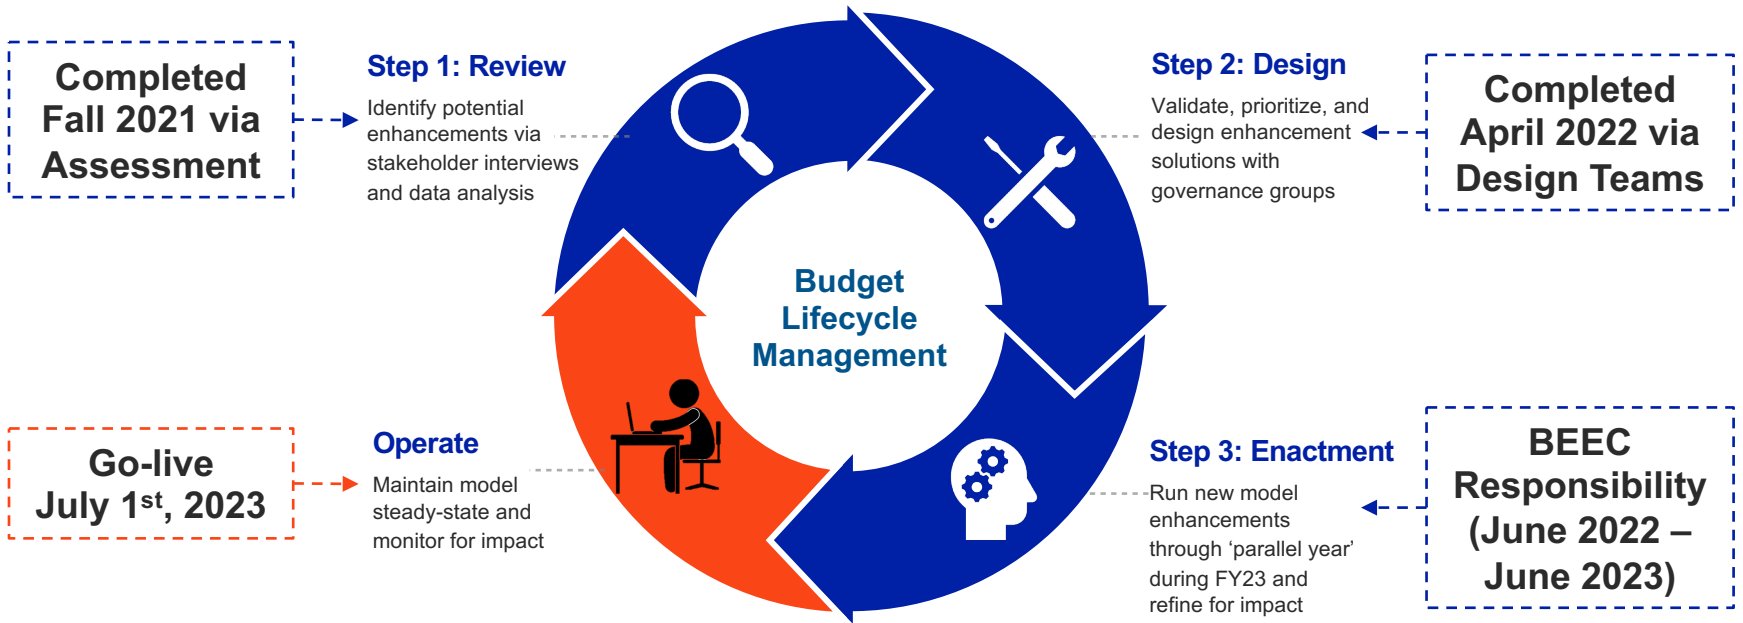 Completed
Fall 2021 via
Assessment
Step 1: Review
Identify potential
enhancements via
stakeholder interviews
and data analysis
Step 2: Design
Validate, prioritize, and
design enhancement
solutions with
governance groups
Completed
April 2022 via
Design Teams
Budget
Lifecycle
Management
Go-live
July 1st, 2023
Operate
Maintain model
steady-state and
monitor for impact
Step 3: Enactment
Run new model
enhancements
through ‘parallel year’
during FY23 and
refine for impact
BEEC
Responsibility
(June 2022 –
June 2023)